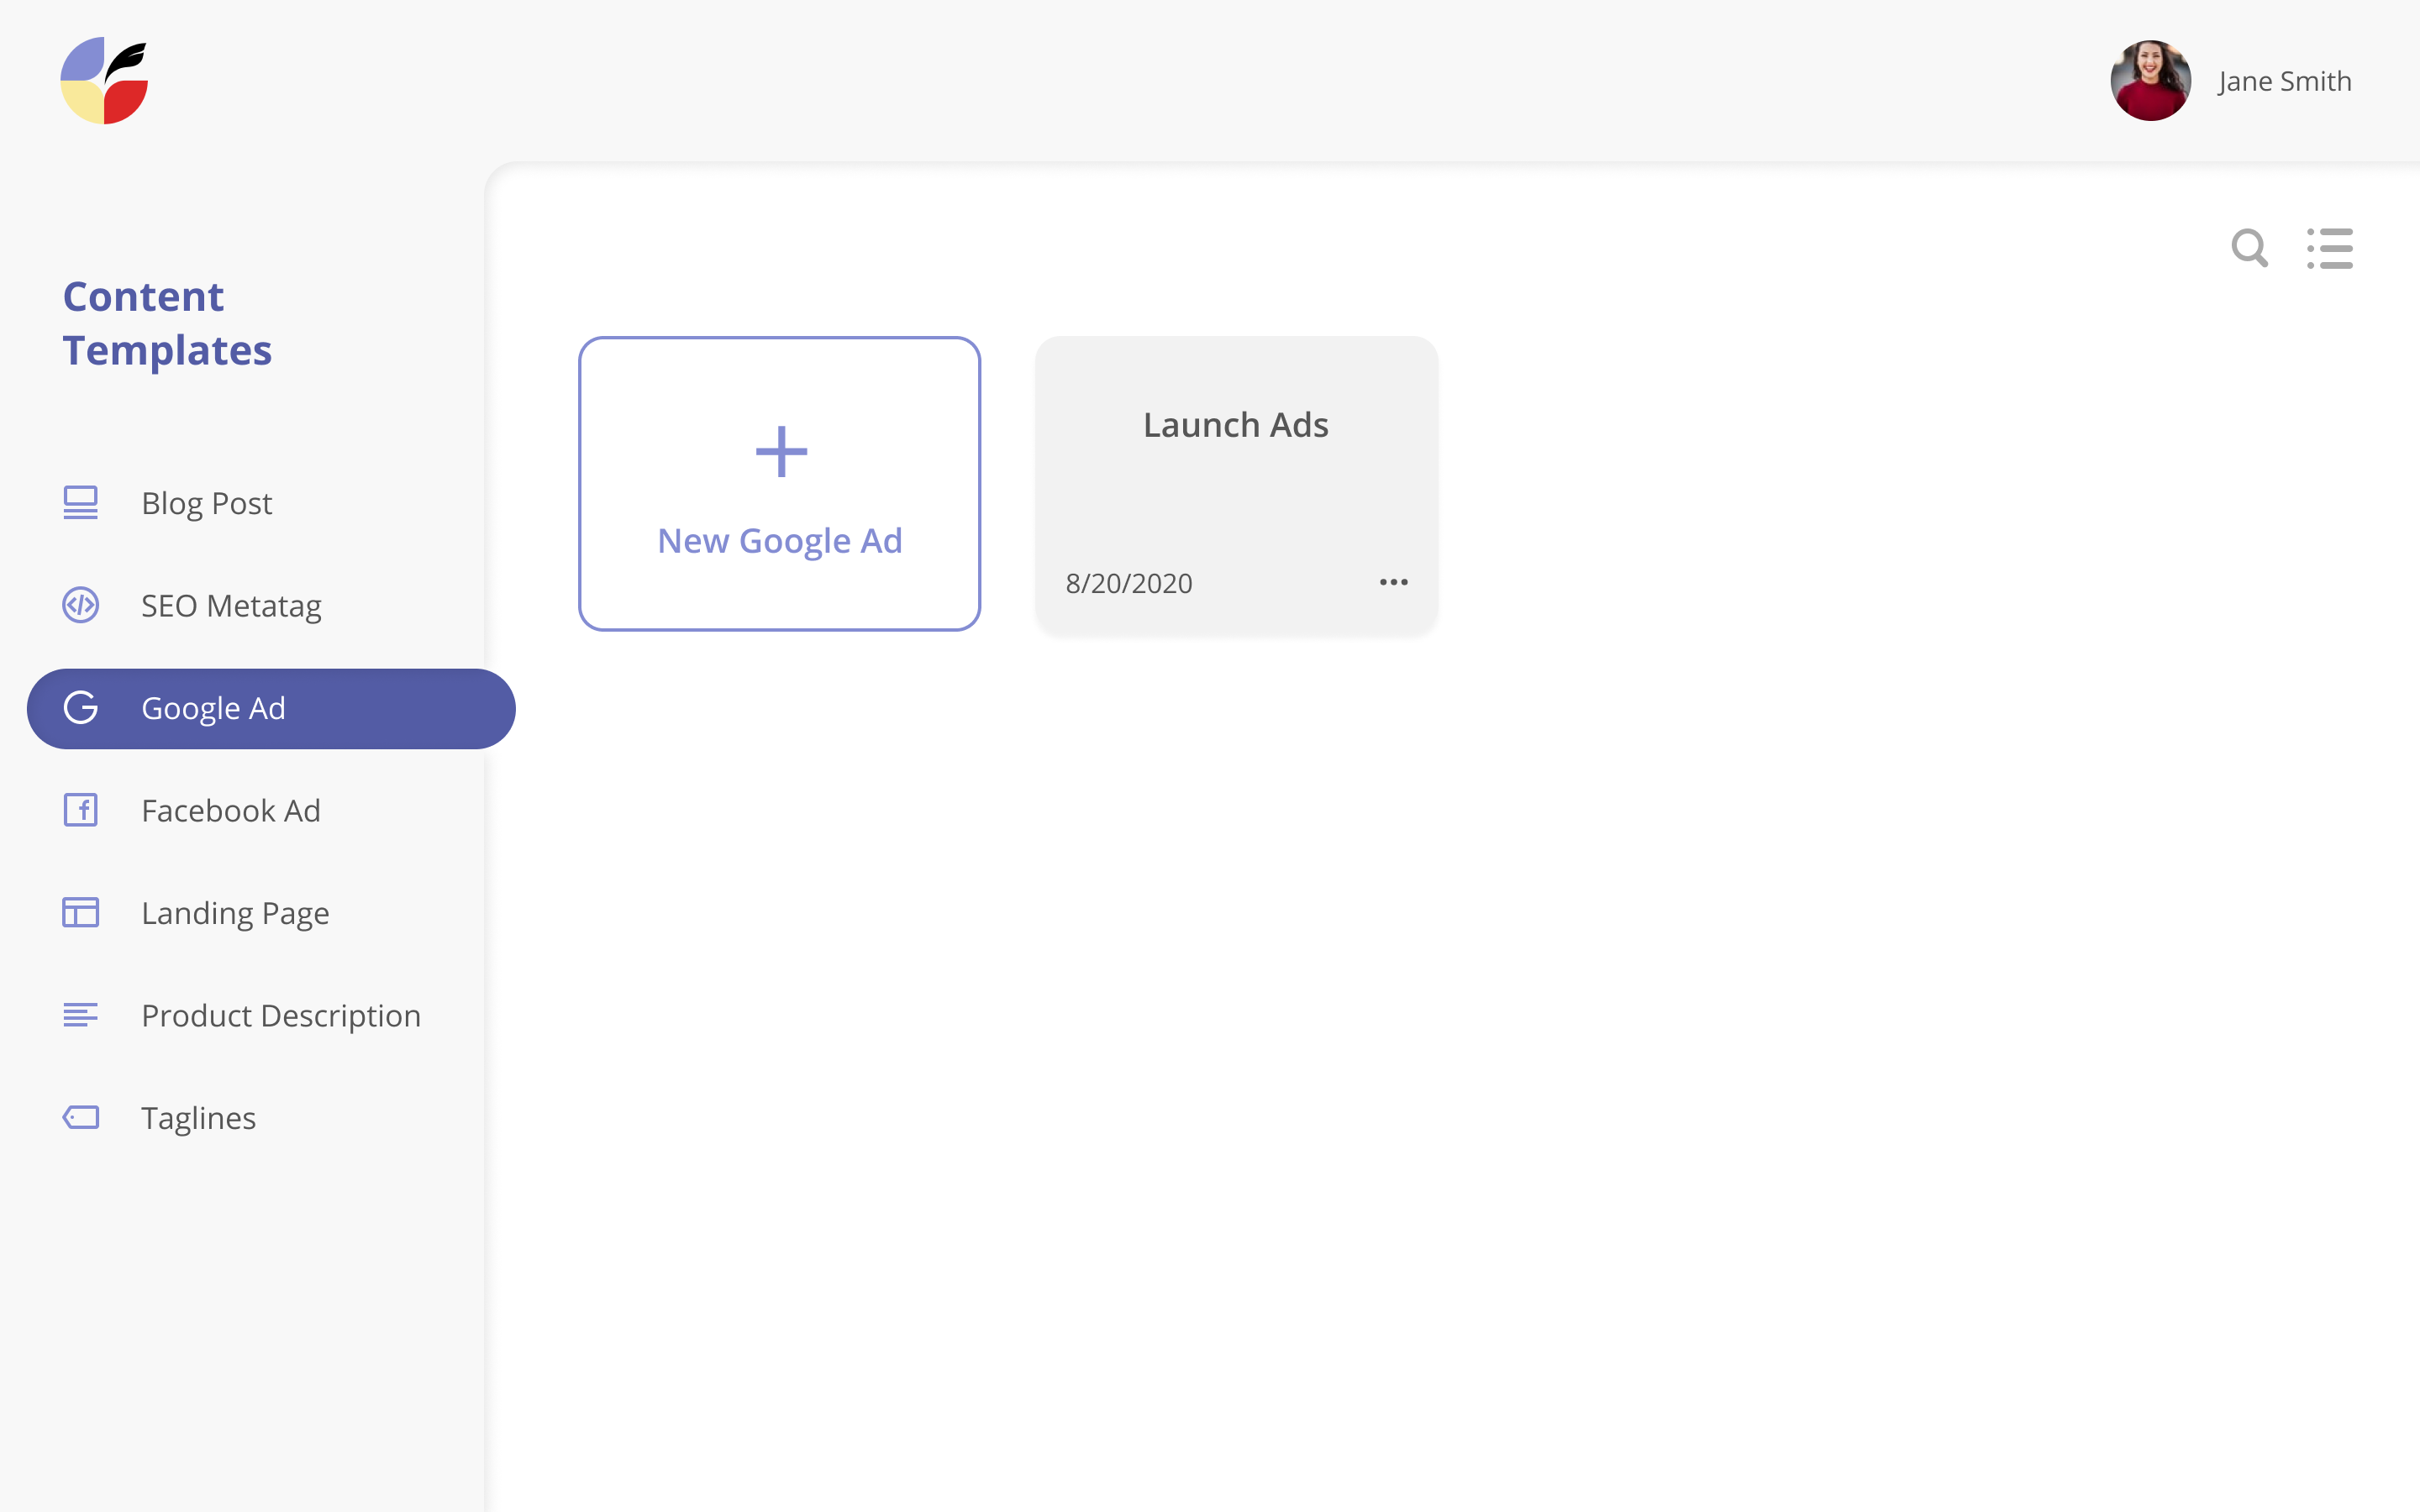 Jane Smith
Content
Templates
Blog Post
SEO Metatag
Google Ad
Facebook Ad
Landing Page
Product Description
Taglines
New Google Ad
Launch Ads
8/20/2020